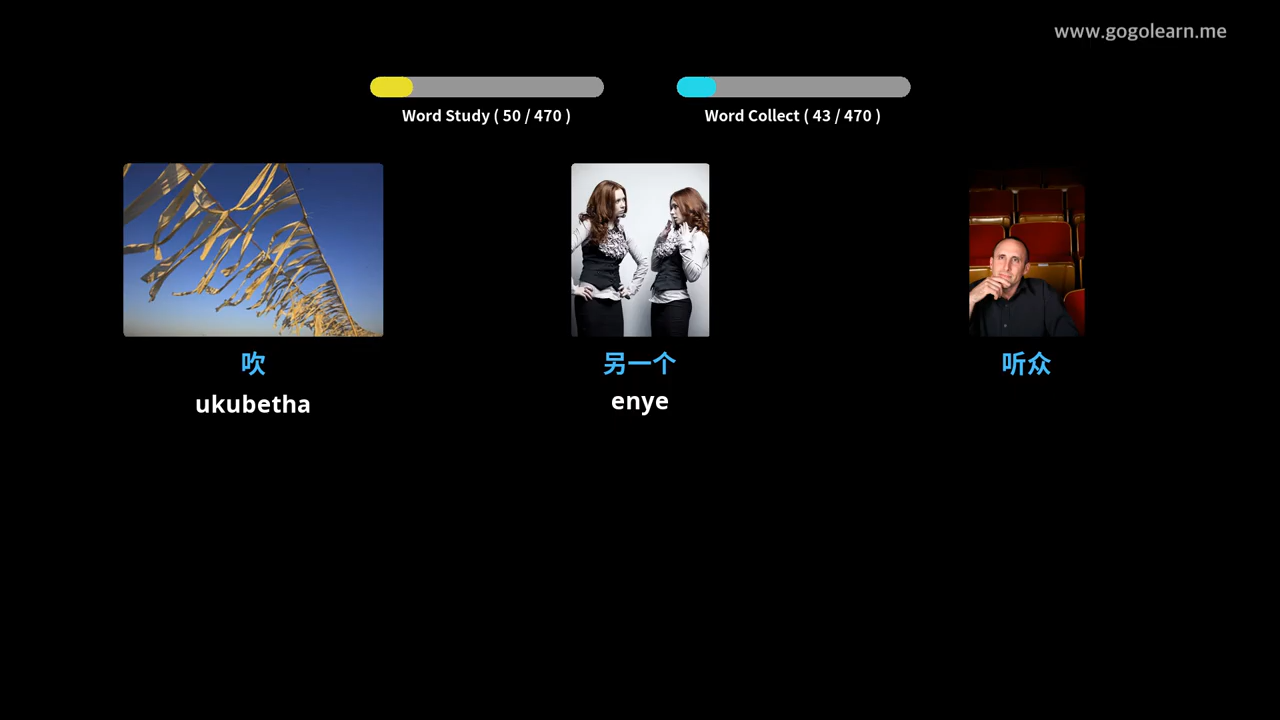 www.gogolearn.me
Word Study ( 50 / 470 )
Word Collect ( 43 / 470 )
吹
另一个
听众
ukubetha
enye